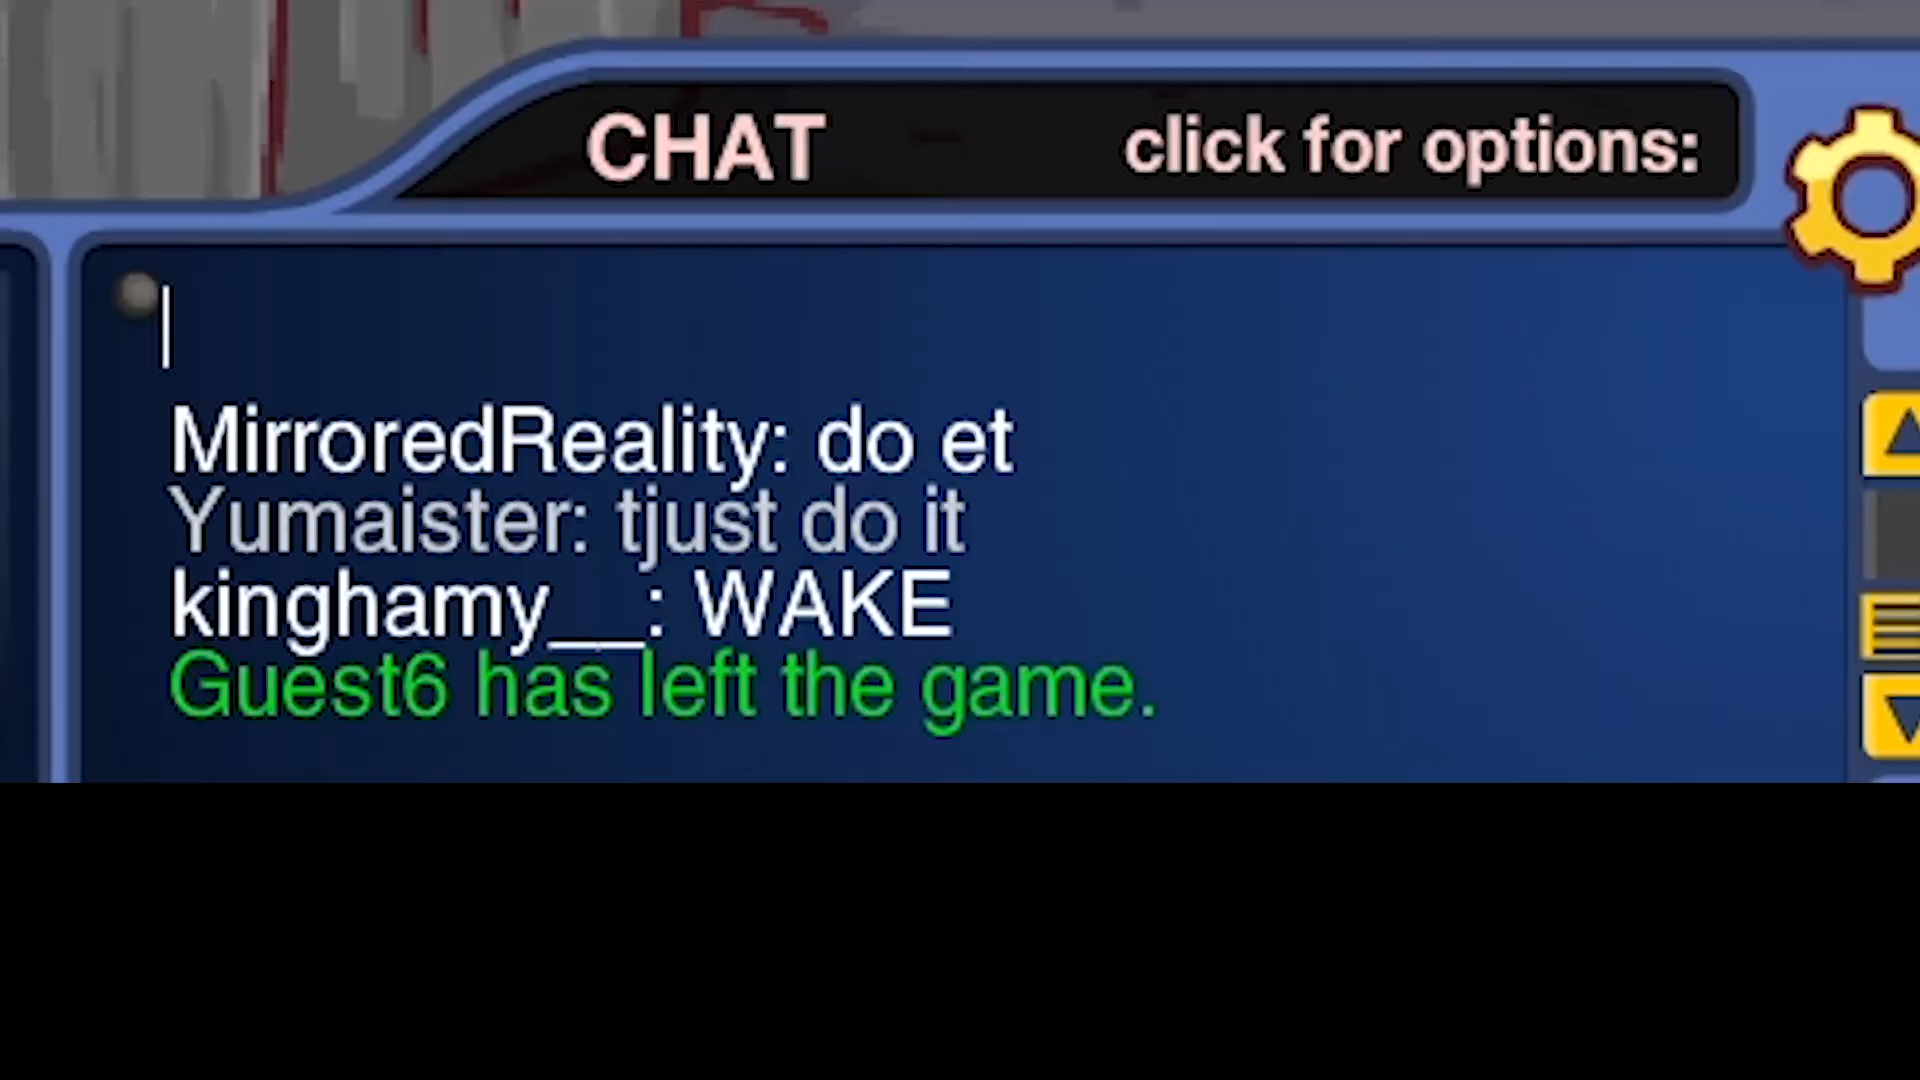 CHAT click for options:
MirroredReality: do et
Yumaister: tjust do it
kinghamy__: WAKE
Guest6 has left the game.